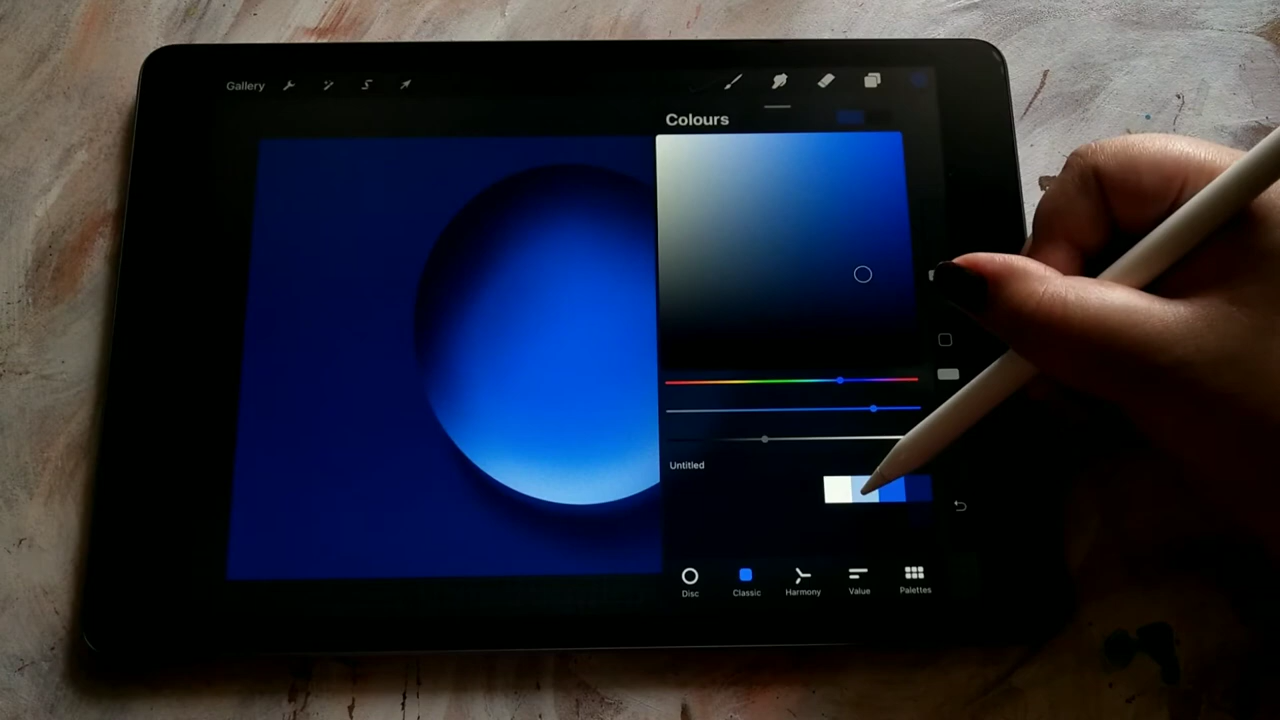 Gallery
Colours
Untitled
Disc
Classic
Harmony
Value
Palettes